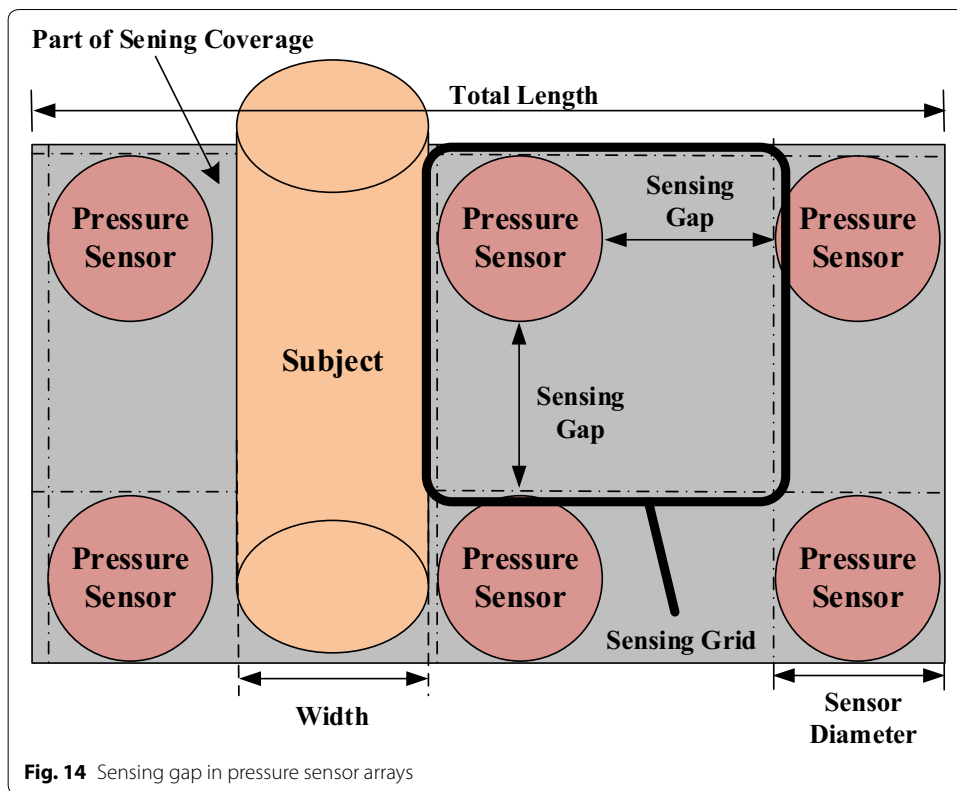 Part of Sening Coverage
Total Length
Pressure
Sensor
Pressure
Sensor
Sensing
Gap
Pressure
Sensor
Subject
Sensing
Gap
Pressure
Sensor
Pressure
Sensor
Pressure
Sensor
Sensing Grid
Width
Sensor
Diameter
Fig. 14 Sensing gap in pressure sensor arrays